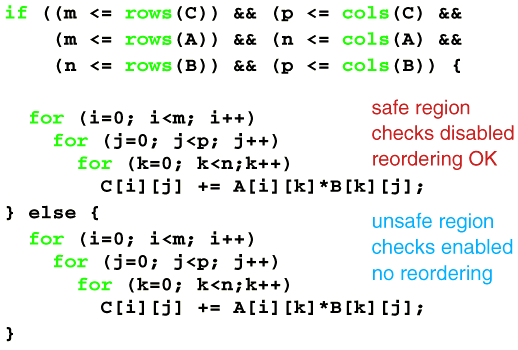 if ((m <= rows(C)) && (p <= cols(C) &&
(m <= rows(A)) && (n <= cols(A) &&
(n <= rows(B)) && (p <= cols(B)) {
for (i=0; i<m; i++)
for (j=0; j<p; j++)
for (k=0; k<n;k++)
C[i][j] += A[i][k]*B[k][j];
safe region
checks disabled
reordering OK
} else {
for (i=0; i<m; i++)
for (j=0; j<p; j++)
for (k=0; k<n;k++)
C[i][j] += A[i][k]*B[k][j];
}
unsafe region
checks enabled
no reordering